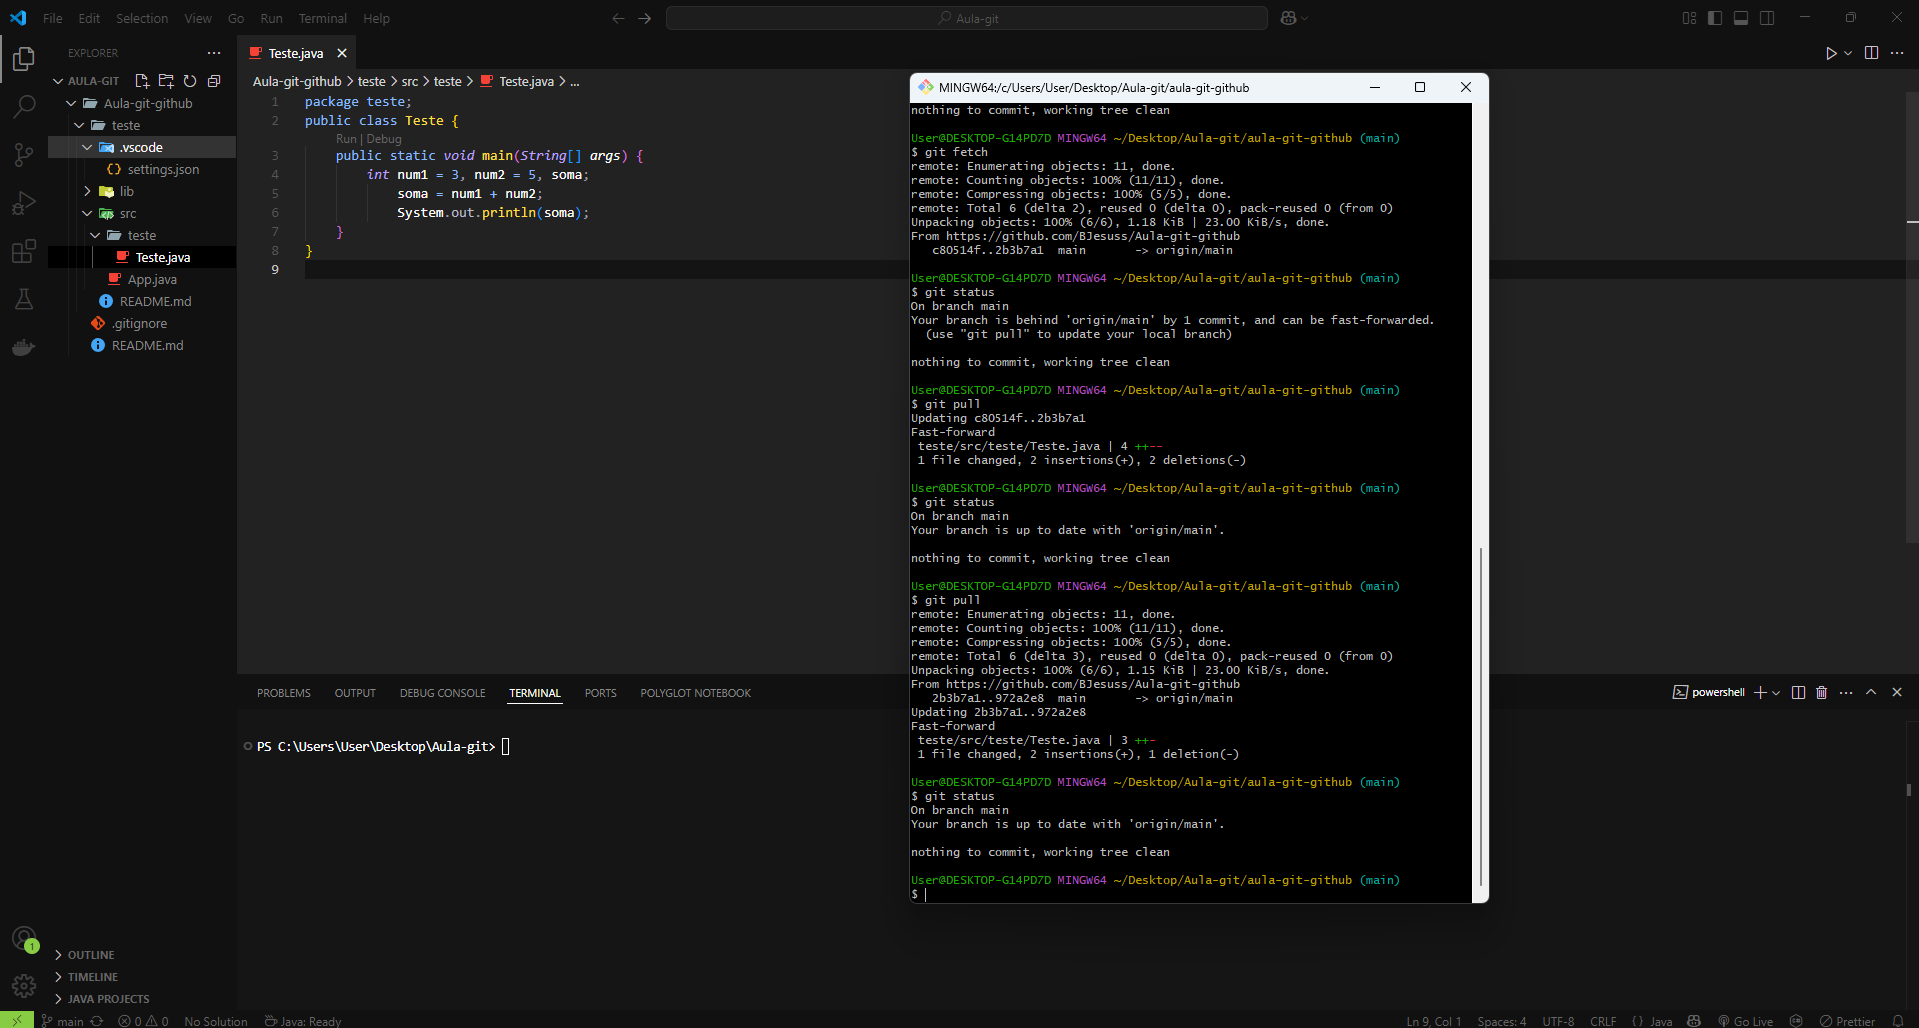 File Edit Selection View Go Run Terminal Help
Aula-git
EXPLORER
AULA-GIT
Aula-git-github
teste
.vscode
settings.json
lib
src
teste
Teste.java
App.java
README.md
.gitignore
README.md
OUTLINE
TIMELINE
JAVA PROJECTS
1
Teste.java
Aula-git-github > teste > src > teste > Teste.java > ...
1 package teste;
2 public class Teste {
Run | Debug
3 public static void main(String[] args) {
4 int num1 = 3, num2 = 5, soma;
5 soma = num1 + num2;
6 System.out.println(soma);
7 }
8 }
9
PROBLEMS OUTPUT DEBUG CONSOLE TERMINAL PORTS POLYGLOT NOTEBOOK
powershell
PS C:\Users\User\Desktop\Aula-git>
MINGW64:/c/Users/User/Desktop/Aula-git/aula-git-github
nothing to commit, working tree clean
User@DESKTOP-G14PD7D MINGW64 ~/Desktop/Aula-git/aula-git-github (main)
$ git fetch
remote: Enumerating objects: 11, done.
remote: Counting objects: 100% (11/11), done.
remote: Compressing objects: 100% (5/5), done.
remote: Total 6 (delta 2), reused 0 (delta 0), pack-reused 0 (from 0)
Unpacking objects: 100% (6/6), 1.18 KiB | 23.00 KiB/s, done.
From https://github.com/BJesuss/Aula-git-github
c80514f..2b3b7a1 main -> origin/main
User@DESKTOP-G14PD7D MINGW64 ~/Desktop/Aula-git/aula-git-github (main)
$ git status
On branch main
Your branch is behind 'origin/main' by 1 commit, and can be fast-forwarded.
(use "git pull" to update your local branch)
nothing to commit, working tree clean
User@DESKTOP-G14PD7D MINGW64 ~/Desktop/Aula-git/aula-git-github (main)
$ git pull
Updating c80514f..2b3b7a1
Fast-forward
teste/src/teste/Teste.java | 4 ++--
1 file changed, 2 insertions(+), 2 deletions(-)
User@DESKTOP-G14PD7D MINGW64 ~/Desktop/Aula-git/aula-git-github (main)
$ git status
On branch main
Your branch is up to date with 'origin/main'.
nothing to commit, working tree clean
User@DESKTOP-G14PD7D MINGW64 ~/Desktop/Aula-git/aula-git-github (main)
$ git pull
remote: Enumerating objects: 11, done.
remote: Counting objects: 100% (11/11), done.
remote: Compressing objects: 100% (5/5), done.
remote: Total 6 (delta 3), reused 0 (delta 0), pack-reused 0 (from 0)
Unpacking objects: 100% (6/6), 1.15 KiB | 23.00 KiB/s, done.
From https://github.com/BJesuss/Aula-git-github
2b3b7a1..972a2e8 main -> origin/main
Updating 2b3b7a1..972a2e8
Fast-forward
teste/src/teste/Teste.java | 3 ++-
1 file changed, 2 insertions(+), 1 deletion(-)
User@DESKTOP-G14PD7D MINGW64 ~/Desktop/Aula-git/aula-git-github (main)
$ git status
On branch main
Your branch is up to date with 'origin/main'.
nothing to commit, working tree clean
User@DESKTOP-G14PD7D MINGW64 ~/Desktop/Aula-git/aula-git-github (main)
$
main 0 0 No Solution Java: Ready
Ln 9, Col 1 Spaces: 4 UTF-8 CRLF {} Java Go Live Prettier